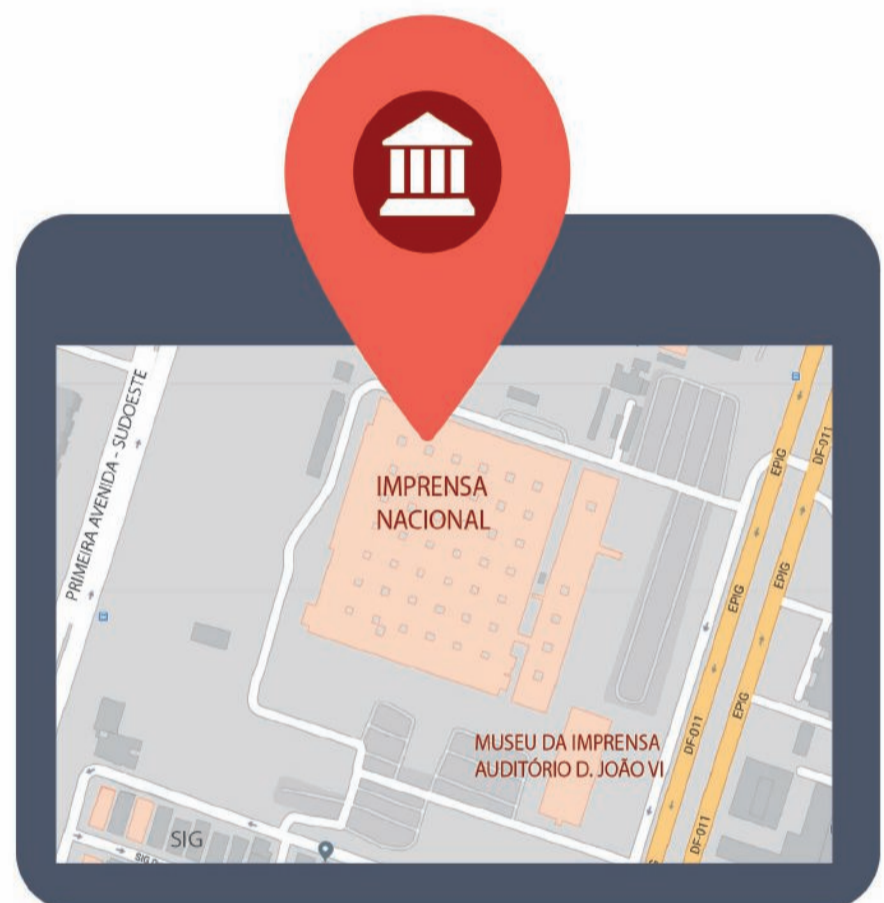 PRIMEIRA AVENIDA - SUDOESTE
IMPRENSA
NACIONAL
EPIG
DF-011
EPIG
EPIG
EPIG
MUSEU DA IMPRENSA
AUDITÓRIO D. JOÃO VI
DF-011
DF-011
SIG